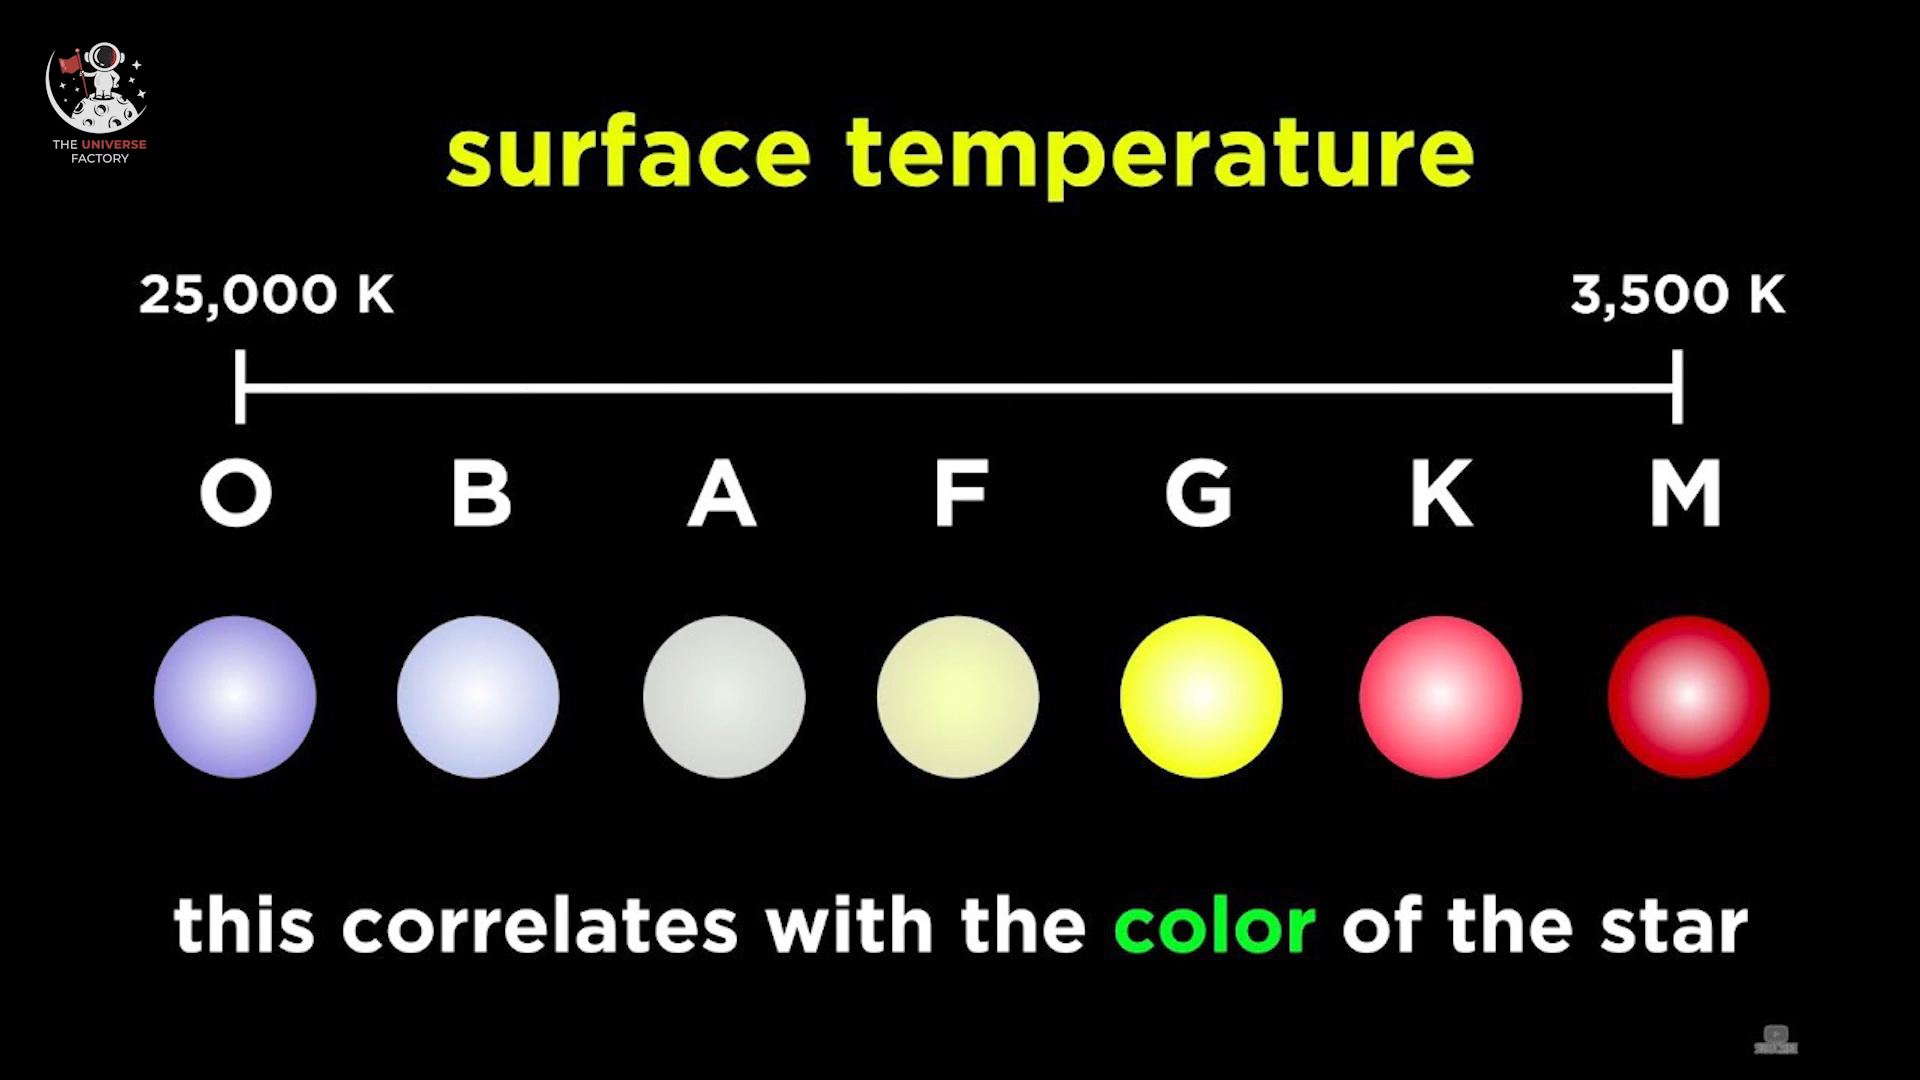 THE UNIVERSE
FACTORY
surface temperature
25,000 K 3,500 K
O B A F G K M
this correlates with the color of the star